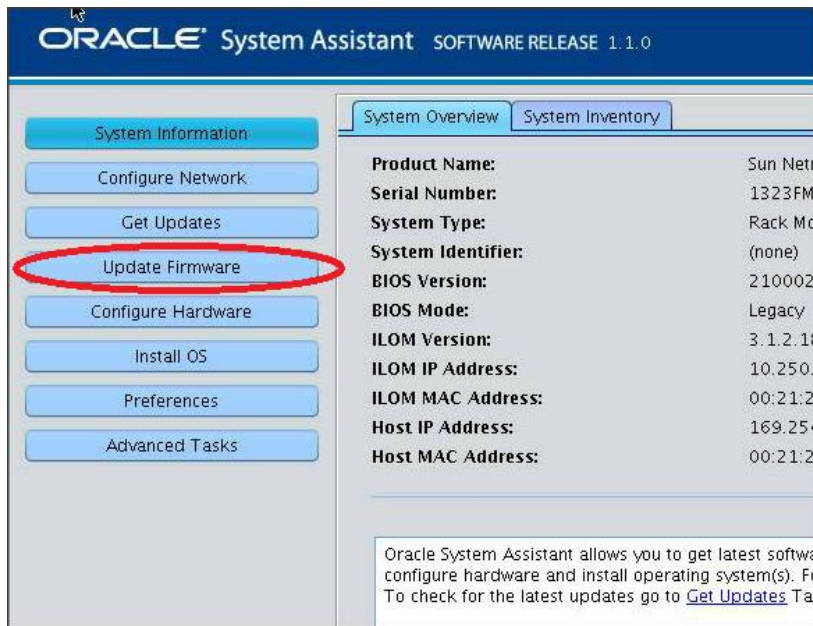 ORACLE System Assistant SOFTWARE RELEASE 1.1.0
System Information
Configure Network
Get Updates
Update Firmware
Configure Hardware
Install OS
Preferences
Advanced Tasks
System Overview System Inventory
Product Name: Sun Net
Serial Number: 1323FM
System Type: Rack Mo
System Identifier: (none)
BIOS Version: 210002
BIOS Mode: Legacy
ILOM Version: 3.1.2.18
ILOM IP Address: 10.250.
ILOM MAC Address: 00:21:2
Host IP Address: 169.254
Host MAC Address: 00:21:2
Oracle System Assistant allows you to get latest softwa
configure hardware and install operating system(s). F
To check for the latest updates go to Get Updates Ta